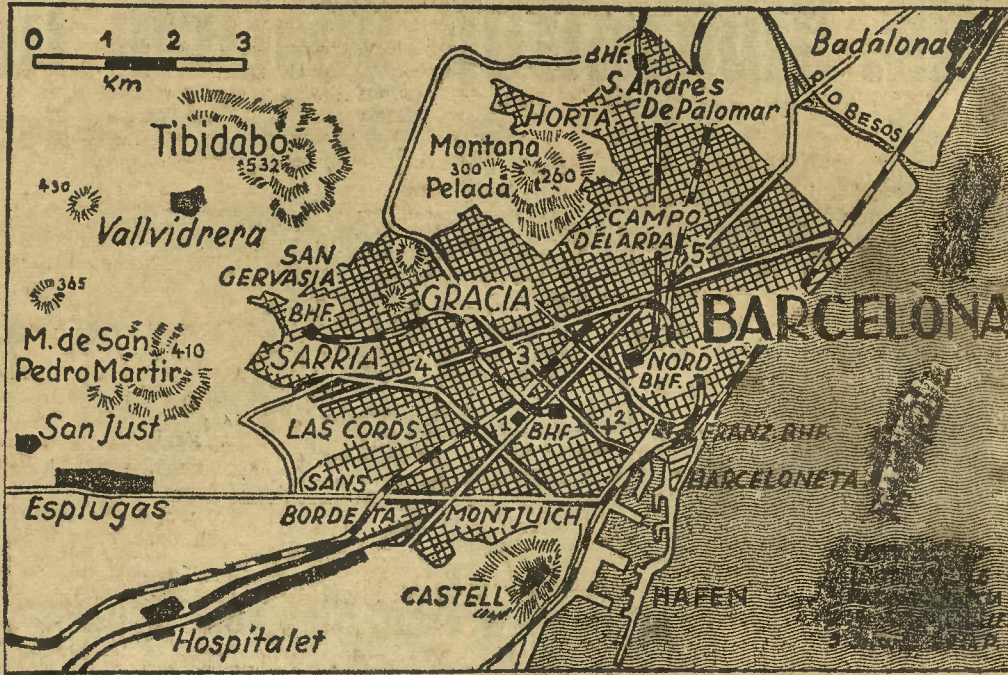 0 1 2 3
Km
Badalona
BHF.
S. Andres
De Palomar
RIO BESOS
HORTA
Tibidabo
532
Montana
300 260
Pelada
430
Vallvidrera
CAMPO
DEL ARPA
5
SAN
GERVASIA
365
BHF.
GRACIA
BARCELONA
M. de San
410
Pedro Martir
SARRIA
4
3
NORD
BHF.
San Just
LAS CORDS
1
BHF.
+2
FRANZ. BHF.
BARCELONETA
SANS
Esplugas
BORDETA
MONTJUICH
CASTELL
HAFEN
Hospitalet